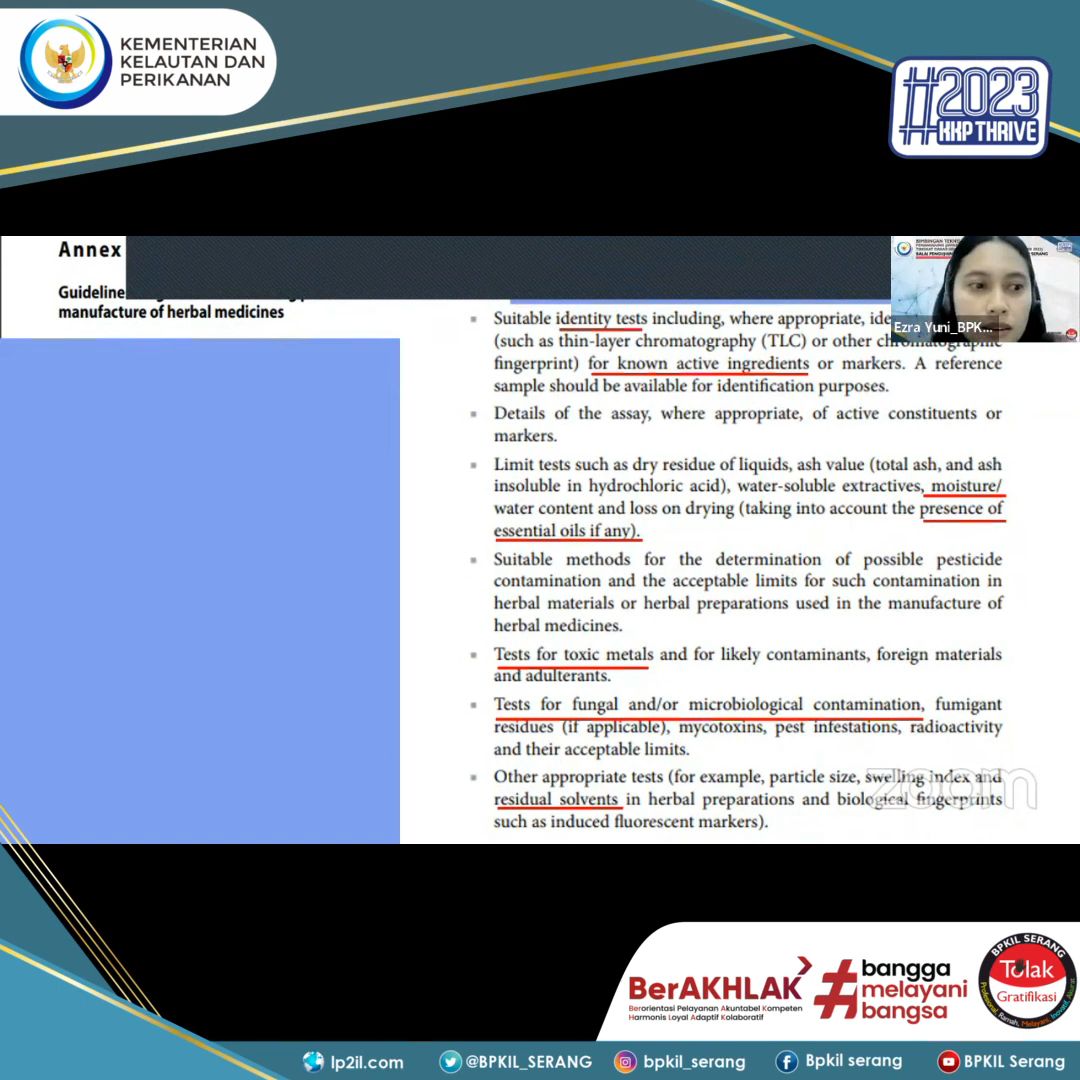 KEMENTERIAN
KELAUTAN DAN
PERIKANAN
#2023
KKP THRIVE
Annex
Guideline
manufacture of herbal medicines
BIMBINGAN TEKNIS
SERANG
Ezra Yuni_BPK...
Suitable identity tests including, where appropriate,
(such as thin-layer chromatography (TLC) or other chromatographic
fingerprint) for known active ingredients or markers. A reference
sample should be available for identification purposes.
Details of the assay, where appropriate, of active constituents or
markers.
Limit tests such as dry residue of liquids, ash value (total ash, and ash
insoluble in hydrochloric acid), water-soluble extractives, moisture/
water content and loss on drying (taking into account the presence of
essential oils if any).
Suitable methods for the determination of possible pesticide
contamination and the acceptable limits for such contamination in
herbal materials or herbal preparations used in the manufacture of
herbal medicines.
Tests for toxic metals and for likely contaminants, foreign materials
and adulterants.
Tests for fungal and/or microbiological contamination, fumigant
residues (if applicable), mycotoxins, pest infestations, radioactivity
and their acceptable limits.
Other appropriate tests (for example, particle size, swelling index and
residual solvents in herbal preparations and biological fingerprints
such as induced fluorescent markers).
zoom
BerAKHLAK
Berorientasi Pelayanan Akuntabel Kompeten
Harmonis Loyal Adaptif Kolaboratif
# bangga
melayani
bangsa
BPKIL SERANG
Tolak
Gratifikasi
Profesional, Ramah, Melayani, Inovatif, Akurat
lp2il.com
@BPKIL_SERANG
bpkil_serang
Bpkil serang
BPKIL Serang